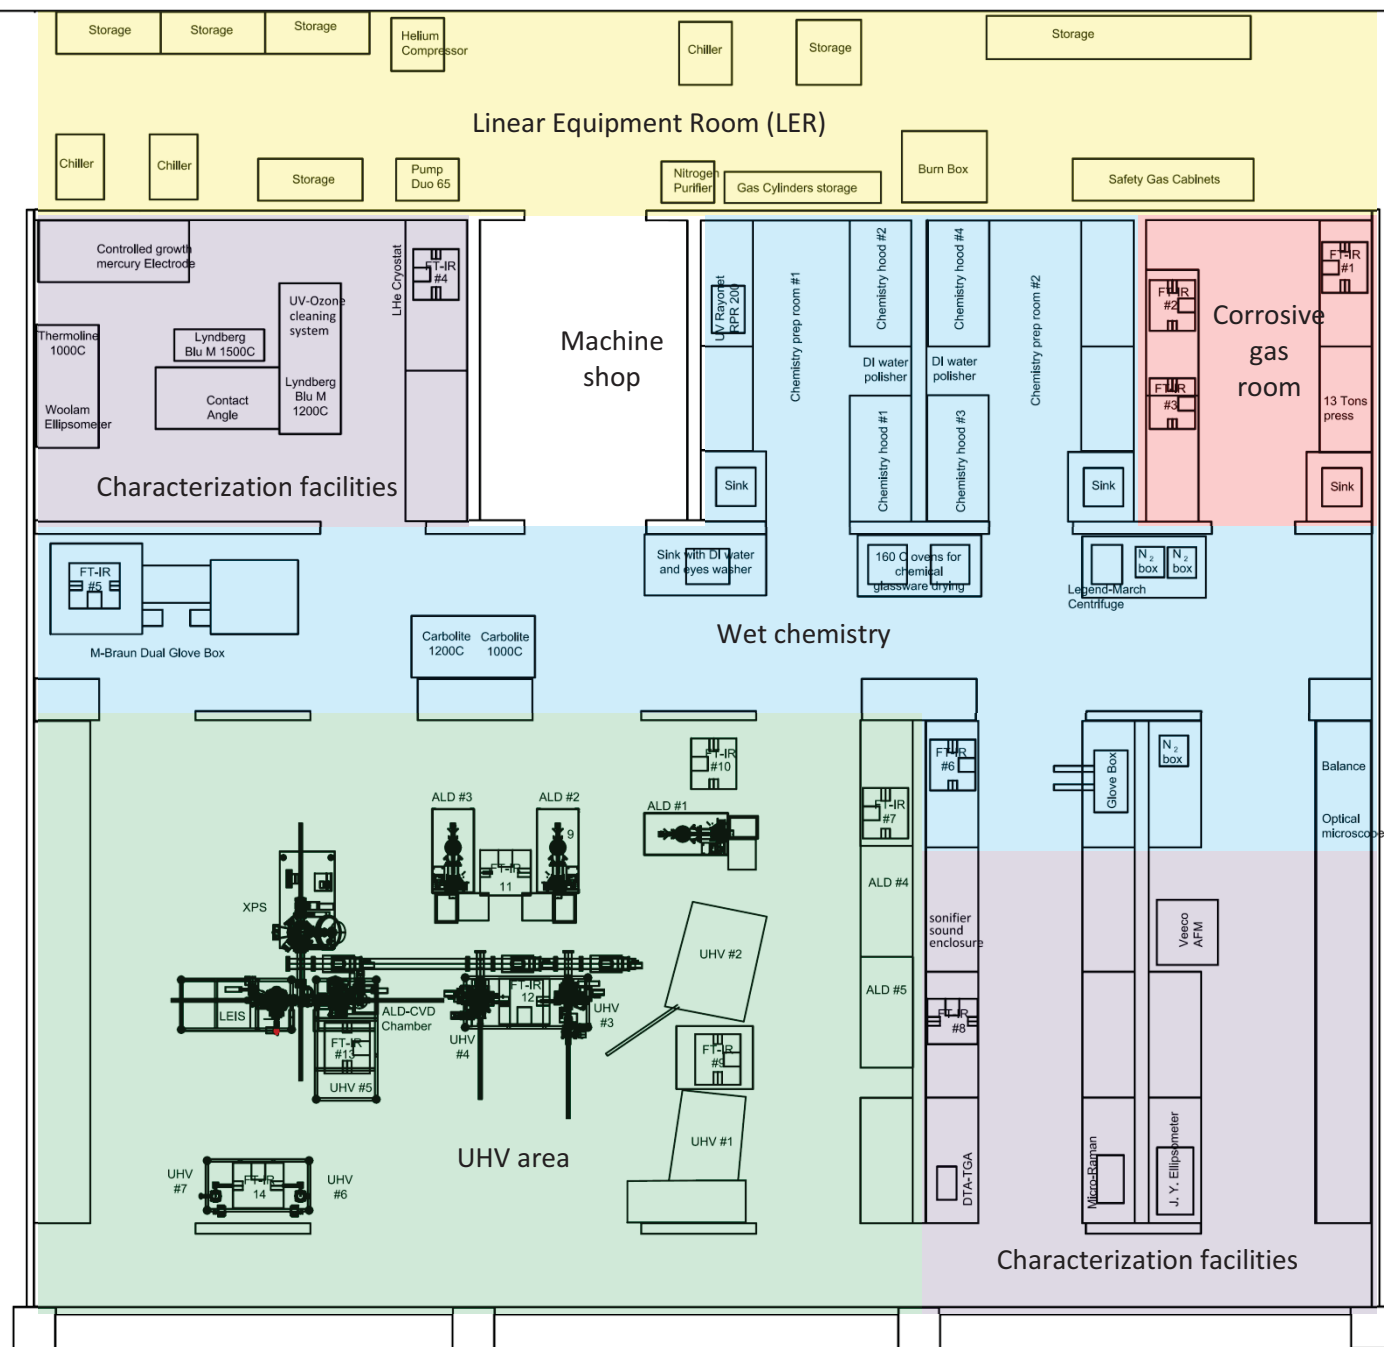 Storage
Storage
Storage
Helium
Compressor
Chiller
Storage
Storage
Linear Equipment Room (LER)
Chiller
Chiller
Storage
Pump
Duo 65
Nitrogen
Purifier
Gas Cylinders storage
Burn Box
Safety Gas Cabinets
Controlled growth
mercury Electrode
UV-Ozone
cleaning
system
LHe Cryostat
FT-IR
#4
Thermoline
1000C
Lyndberg
Blu M 1500C
Lyndberg
Blu M
1200C
Contact
Angle
Woolam
Ellipsometer
Characterization facilities
Machine
shop
UV Rayonet
RPR 200
Chemistry prep room #1
Chemistry hood #2
Chemistry hood #4
Chemistry prep room #2
DI water
polisher
DI water
polisher
Chemistry hood #1
Chemistry hood #3
Sink
Sink
FT-IR
#2
FT-IR
#3
FT-IR
#1
Corrosive
gas
room
13 Tons
press
Sink
FT-IR
#5
M-Braun Dual Glove Box
Carbolite
1200C
Carbolite
1000C
Sink with DI water
and eyes washer
160 C ovens for
chemical
glassware drying
N2
box
N2
box
Legend-March
Centrifuge
Wet chemistry
FT-IR
#10
ALD #3
ALD #2
9
ALD #1
FT-IR
11
FT-IR
#7
FT-IR
#6
Glove Box
N2
box
Balance
Optical
microscope
XPS
ALD #4
sonifier
sound
enclosure
Veeco
AFM
UHV #2
LEIS
ALD-CVD
Chamber
FT-IR
12
UHV
#3
ALD #5
FT-IR
#8
UHV
#4
FT-IR
#13
FT-IR
#9
UHV #5
UHV #1
UHV area
UHV
#7
FT-IR
14
UHV
#6
DTA-TGA
Micro-Raman
J. Y. Ellipsometer
Characterization facilities